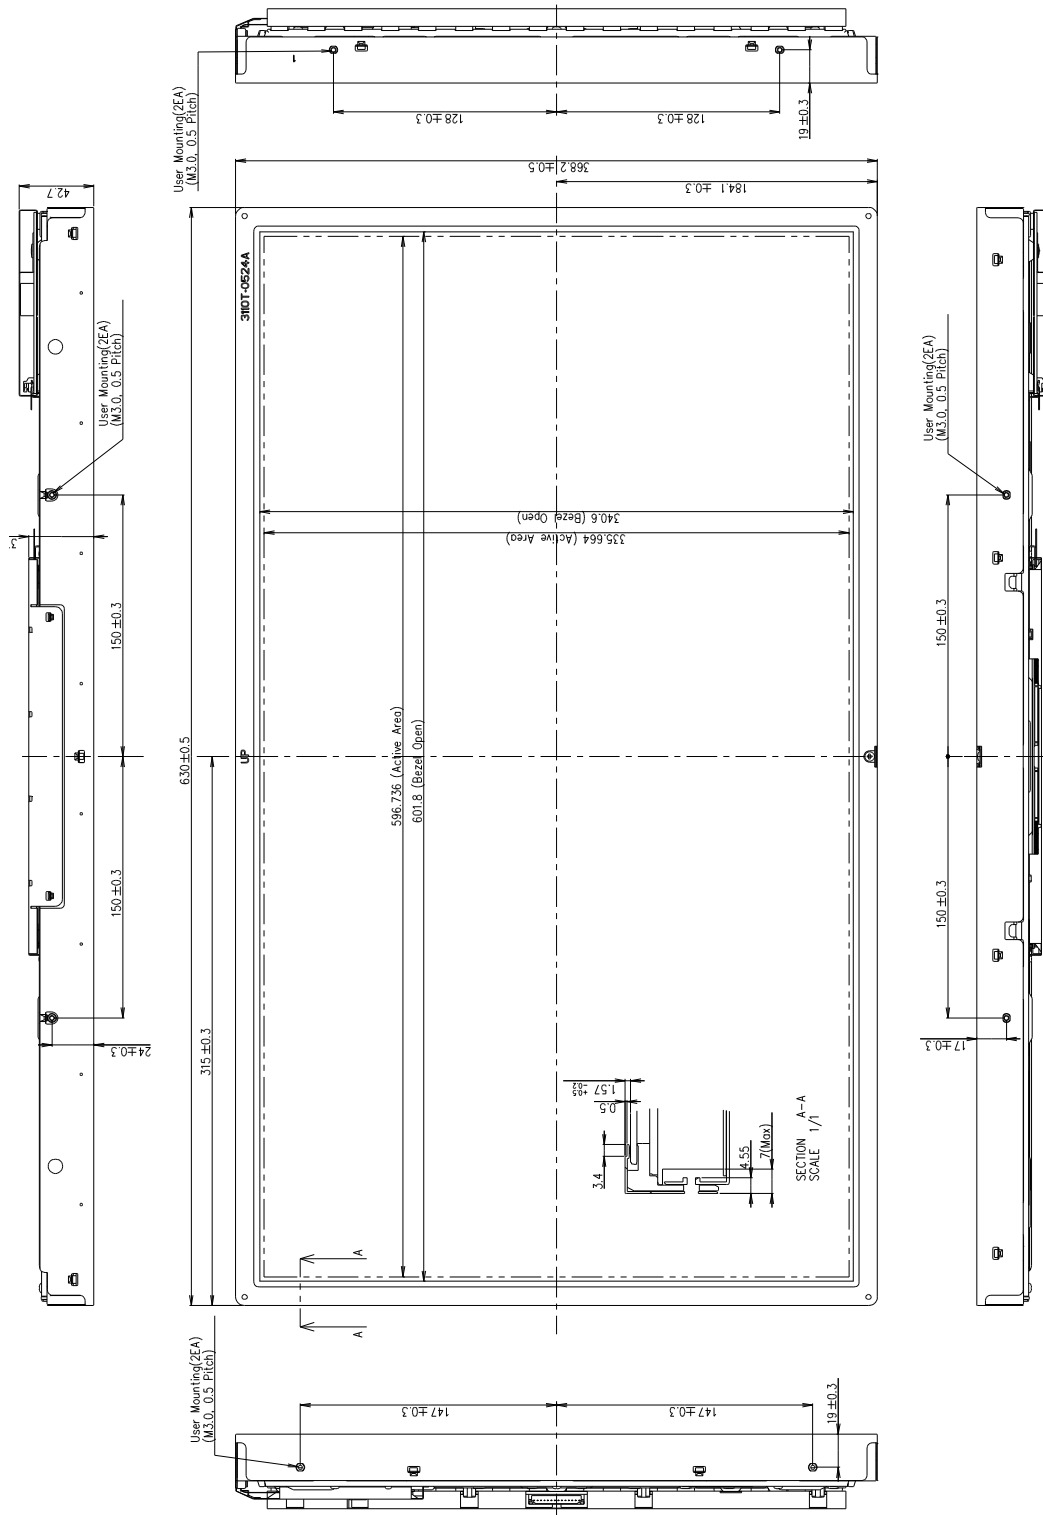 User Mounting(2EA)
(M3.0, 0.5 Pitch)
1
128±0.3
128±0.3
19±0.3
368.2±0.5
184.1 ±0.3
42.7
3110T-0524A
User Mounting(2EA)
(M3.0, 0.5 Pitch)
User Mounting(2EA)
(M3.0, 0.5 Pitch)
340.6 (Bezel Open)
335.664 (Active Area)
150±0.3
150±0.3
630±0.5
UP
596.736 (Active Area)
601.8 (Bezel Open)
150±0.3
150±0.3
24±0.3
315±0.3
17±0.3
1.57 +0.5 -0.2
0.5
3.4
4.55
7(Max)
SECTION A-A
SCALE 1/1
A
A
User Mounting(2EA)
(M3.0, 0.5 Pitch)
147±0.3
147±0.3
19±0.3